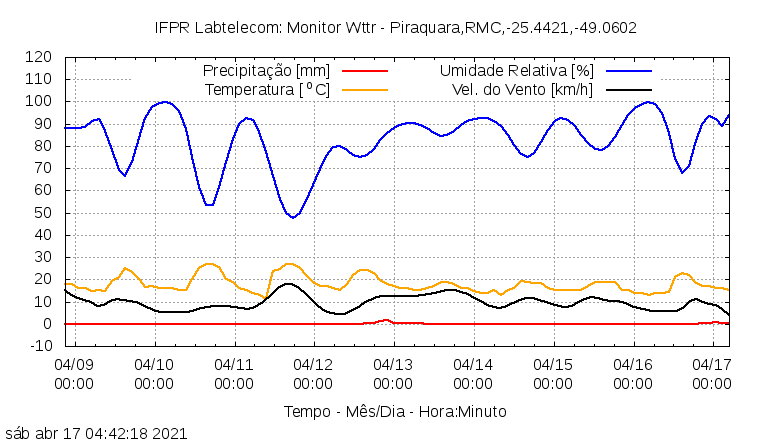 IFPR Labtelecom: Monitor Wttr - Piraquara,RMC,-25.4421,-49.0602
Precipitação [mm]
Temperatura [ ⁰C]
Umidade Relativa [%]
Vel. do Vento [km/h]
120
110
100
90
80
70
60
50
40
30
20
10
0
-10
04/09 04/10 04/11 04/12 04/13 04/14 04/15 04/16 04/17
00:00 00:00 00:00 00:00 00:00 00:00 00:00 00:00 00:00
Tempo - Mês/Dia - Hora:Minuto
sáb abr 17 04:42:18 2021